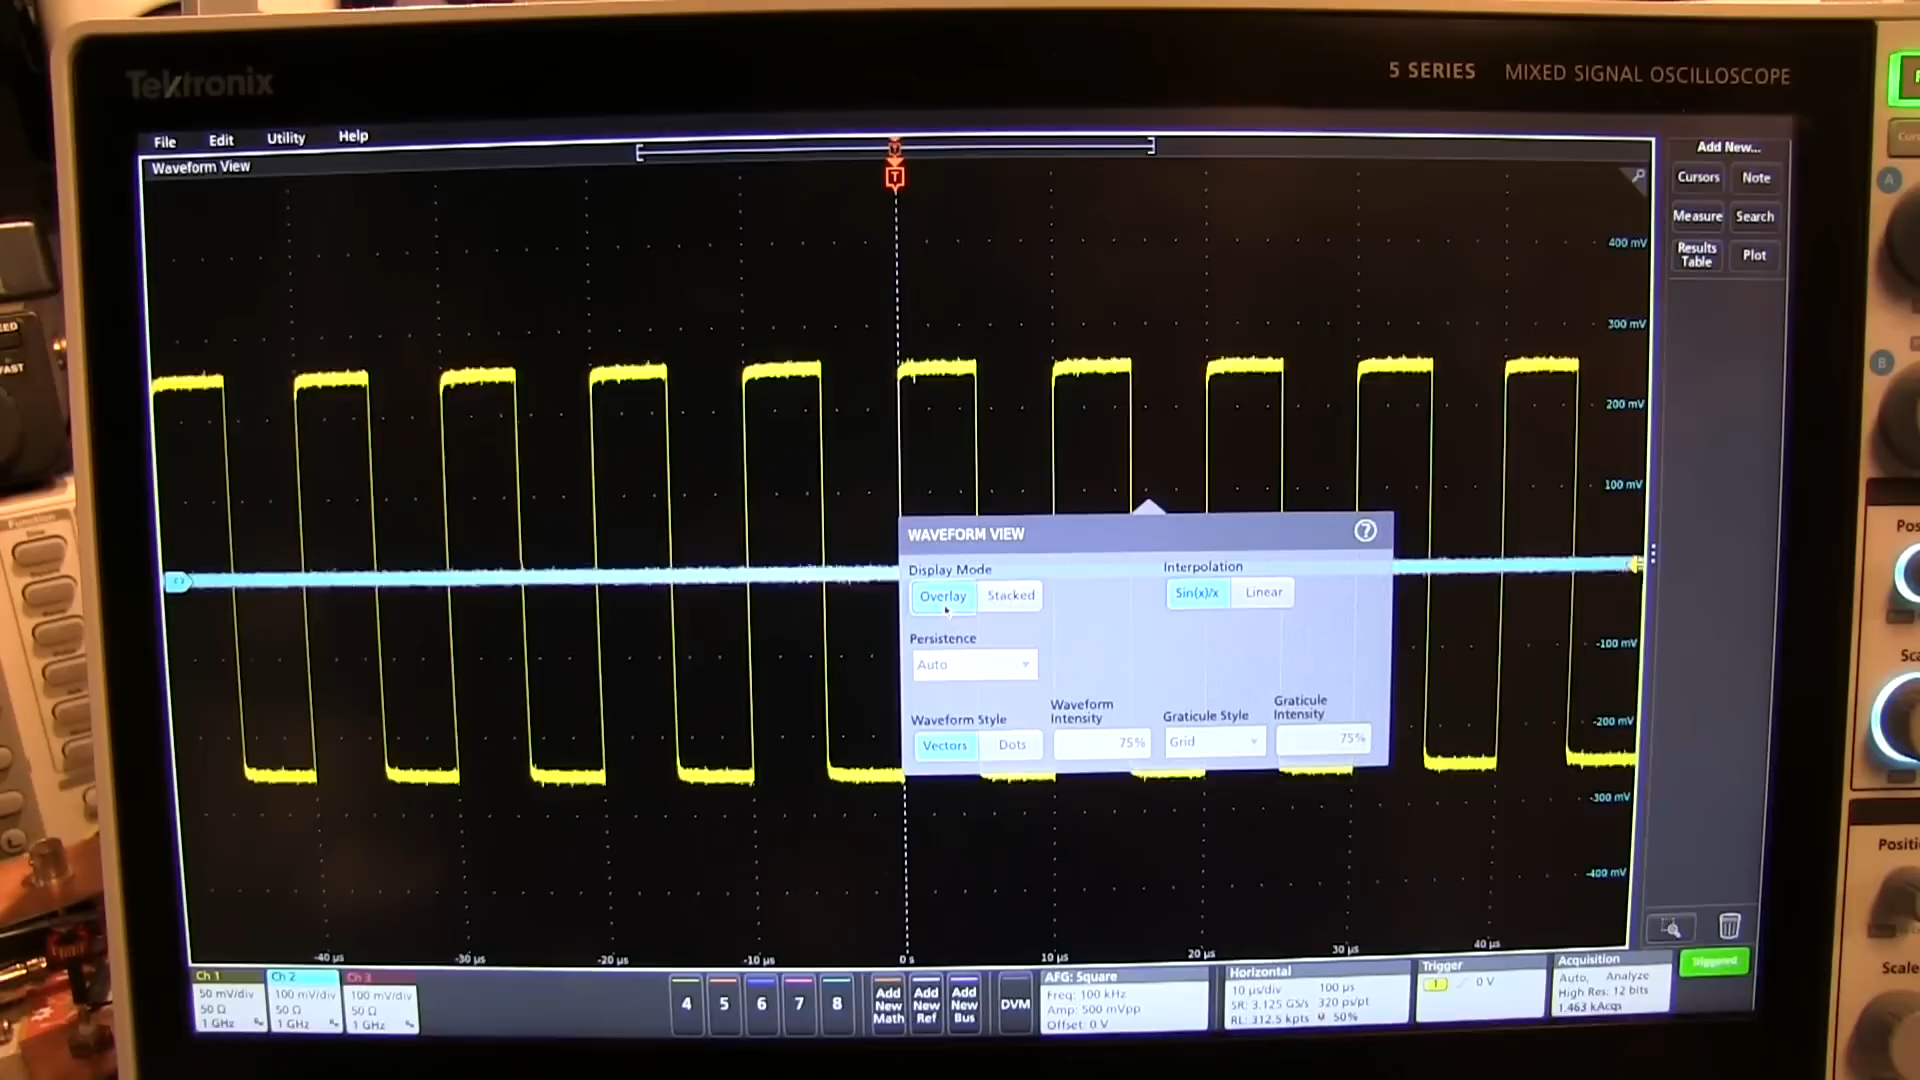 Tektronix
5 SERIES MIXED SIGNAL OSCILLOSCOPE
File Edit Utility Help
Waveform View
T
Add New...
Cursors Note
Measure Search
Results Table Plot
A
B
400 mV
300 mV
200 mV
100 mV
-100 mV
-200 mV
-300 mV
-400 mV
WAVEFORM VIEW ?
Display Mode
Overlay Stacked
Interpolation
Sin(x)/x Linear
Persistence
Auto
Waveform Style
Vectors Dots
Waveform Intensity
75%
Graticule Style
Grid
Graticule Intensity
75%
-40 µs -30 µs -20 µs -10 µs 0 s 10 µs 20 µs 30 µs 40 µs
Ch 1
50 mV/div
50 Ω
1 GHz
Ch 2
100 mV/div
50 Ω
1 GHz
Ch 3
100 mV/div
50 Ω
1 GHz
4 5 6 7 8
Add New Math
Add New Ref
Add New Bus
DVM
AFG: Square
Freq: 100 kHz
Amp: 500 mVpp
Offset: 0 V
Horizontal
10 µs/div 100 µs
SR: 3.125 GS/s 320 ps/pt
RL: 312.5 kpts 50%
Trigger
1 0 V
Acquisition
Auto, Analyze
High Res: 12 bits
1.463 kAcqs
Triggered
Function
FAST